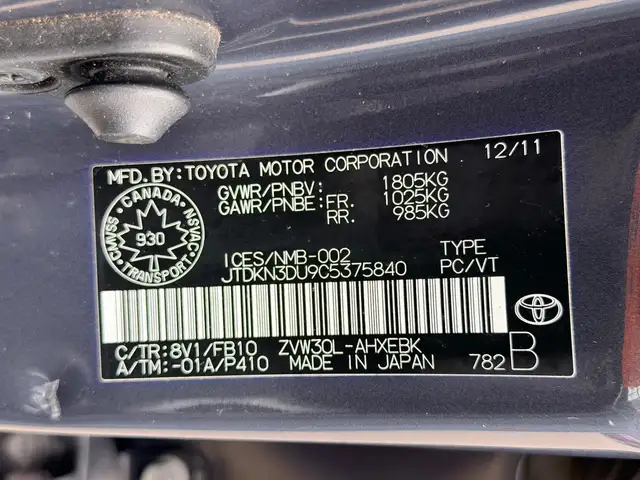 MFD. BY: TOYOTA MOTOR CORPORATION 12/11
GVWR/PNBV: 1805KG
GAWR/PNBE: FR. 1025KG
RR. 985KG
CANADA
CMVSS NSVAC
930
TRANSPORT
ICES/NMB-002 TYPE
JTDKN3DU9C5375840 PC/VT
C/TR: 8V1/FB10 ZVW30L-AHXEBK
A/TM: -01A/P410 MADE IN JAPAN 782 B